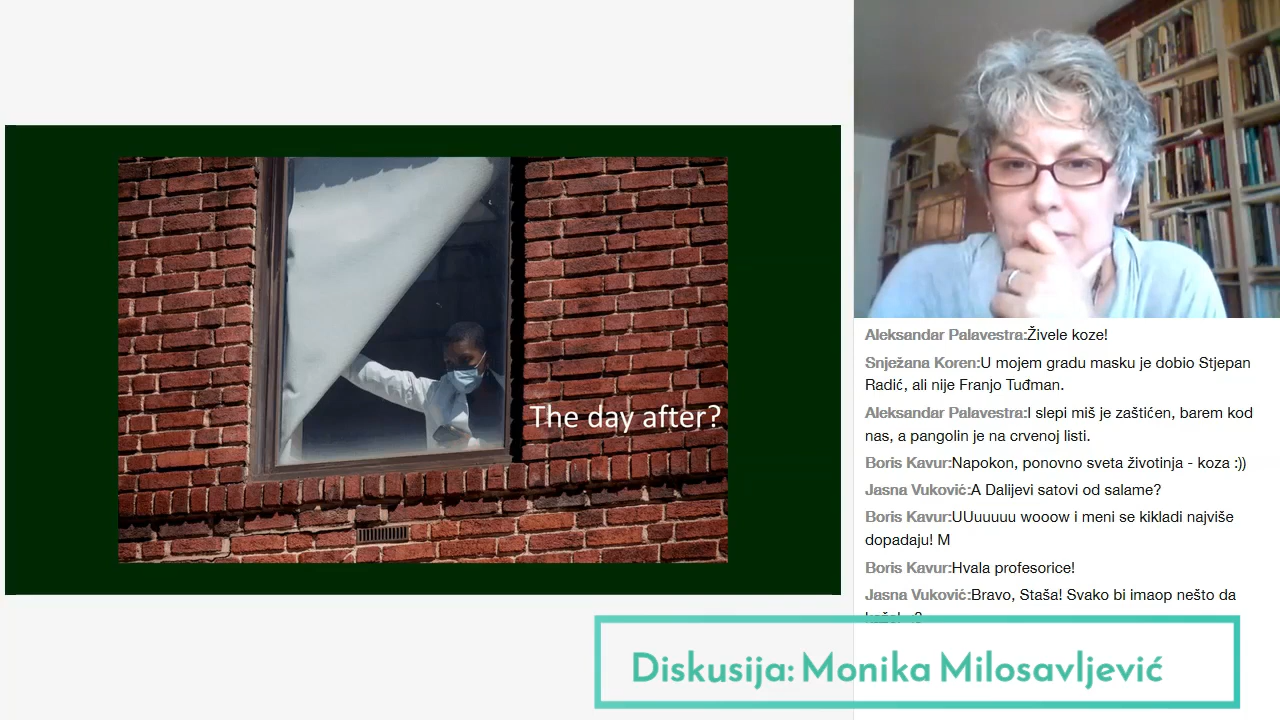 The day after?
Aleksandar Palavestra:Živele koze!
Snježana Koren:U mojem gradu masku je dobio Stjepan
Radić, ali nije Franjo Tuđman.
Aleksandar Palavestra:I slepi miš je zaštićen, barem kod
nas, a pangolin je na crvenoj listi.
Boris Kavur:Napokon, ponovno sveta životinja - koza :))
Jasna Vuković:A Dalijevi satovi od salame?
Boris Kavur:UUuuuuu wooow i meni se kikladi najviše
dopadaju! M
Boris Kavur:Hvala profesorice!
Jasna Vuković:Bravo, Staša! Svako bi imaop nešto da
Diskusija: Monika Milosavljević